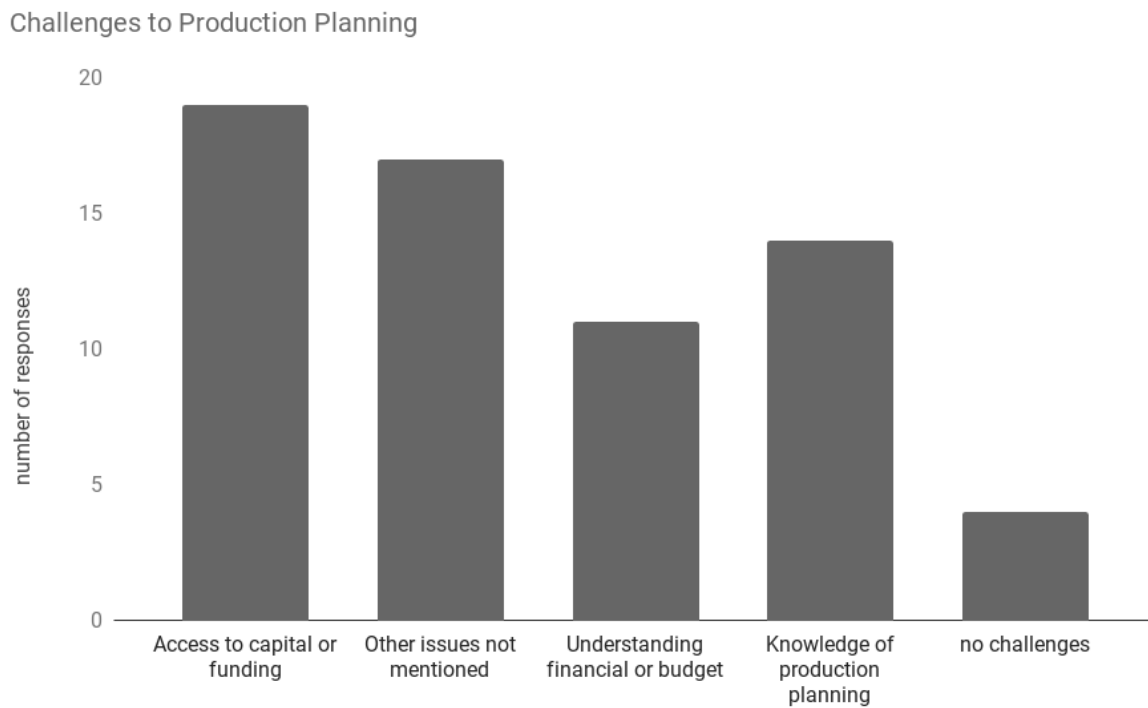 Challenges to Production Planning
20
15
10
5
0
number of responses
Access to capital or
funding
Other issues not
mentioned
Understanding
financial or budget
Knowledge of
production
planning
no challenges